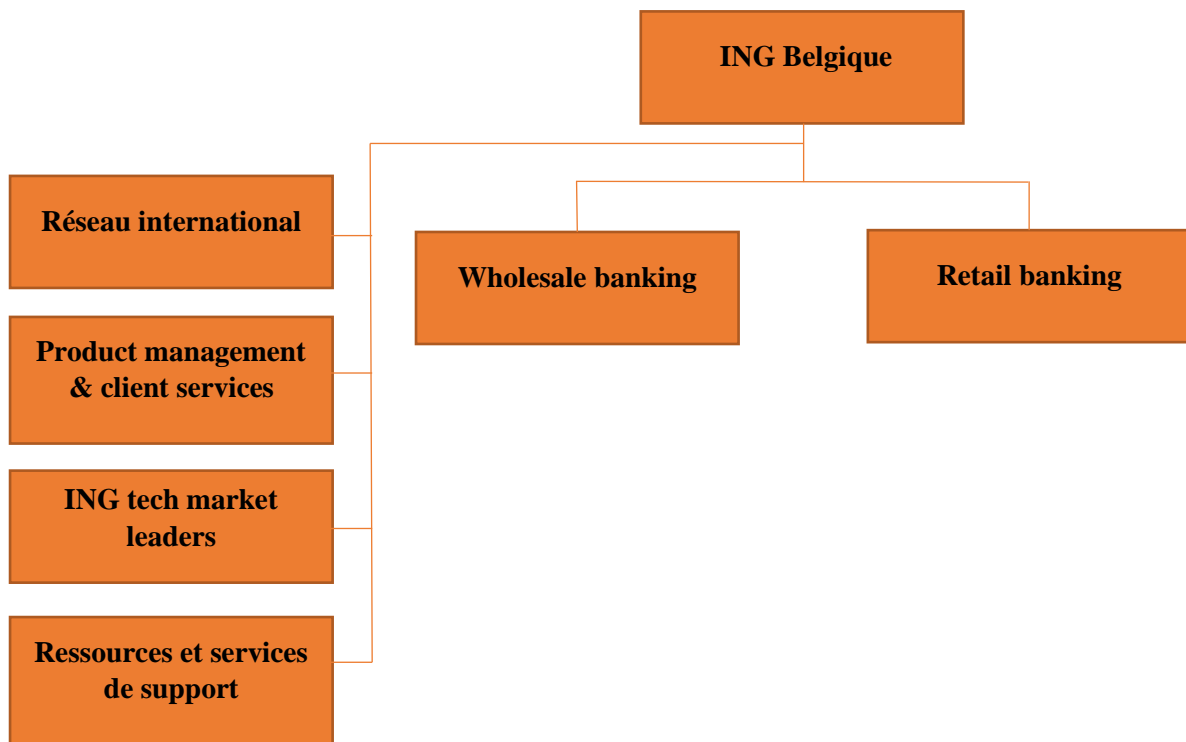 ING Belgique
Réseau international
Wholesale banking
Retail banking
Product management
& client services
ING tech market
leaders
Ressources et services
de support